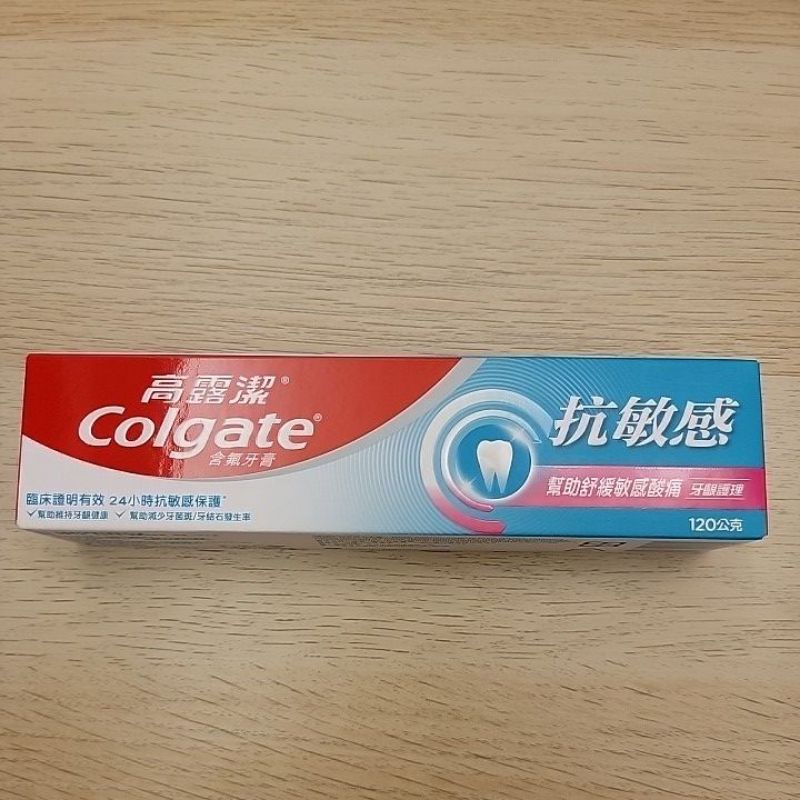 高露潔®
Colgate®
含氟牙膏
臨床證明有效 24小時抗敏感保護*
✓幫助維持牙齦健康 ✓幫助減少牙菌斑/牙結石發生率
抗敏感
幫助舒緩敏感酸痛 牙齦護理
120公克